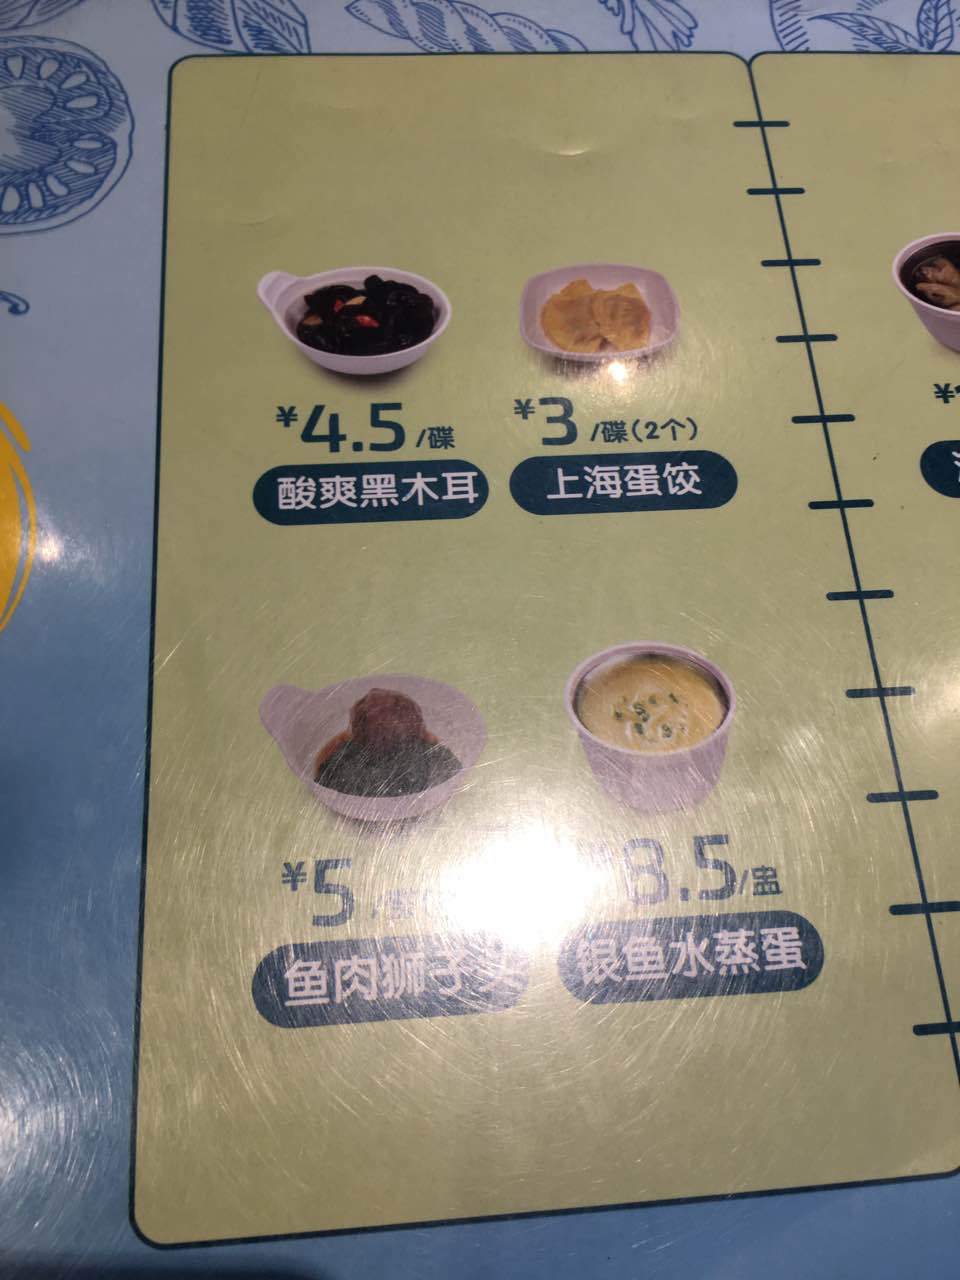 ¥4.5/碟
酸爽黑木耳
¥3/碟(2个)
上海蛋饺
¥5
鱼肉狮子头
8.5/盅
银鱼水蒸蛋